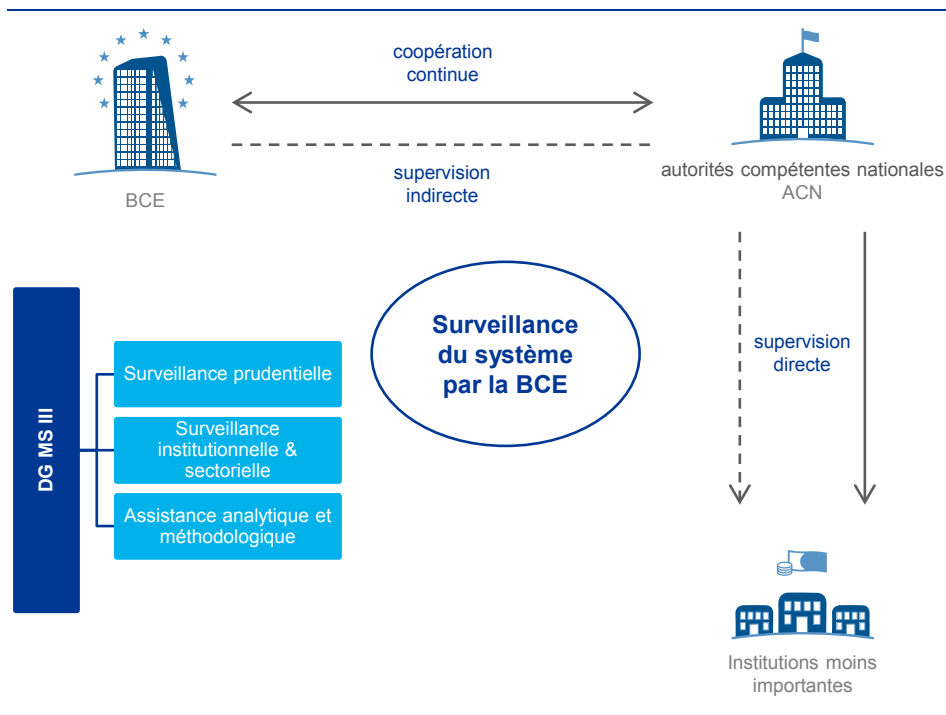 coopération
continue
supervision
indirecte
BCE
autorités compétentes nationales
ACN
Surveillance
du système
par la BCE
supervision
directe
DG MS III
Surveillance prudentielle
Surveillance
institutionnelle &
sectorielle
Assistance analytique et
méthodologique
Institutions moins
importantes